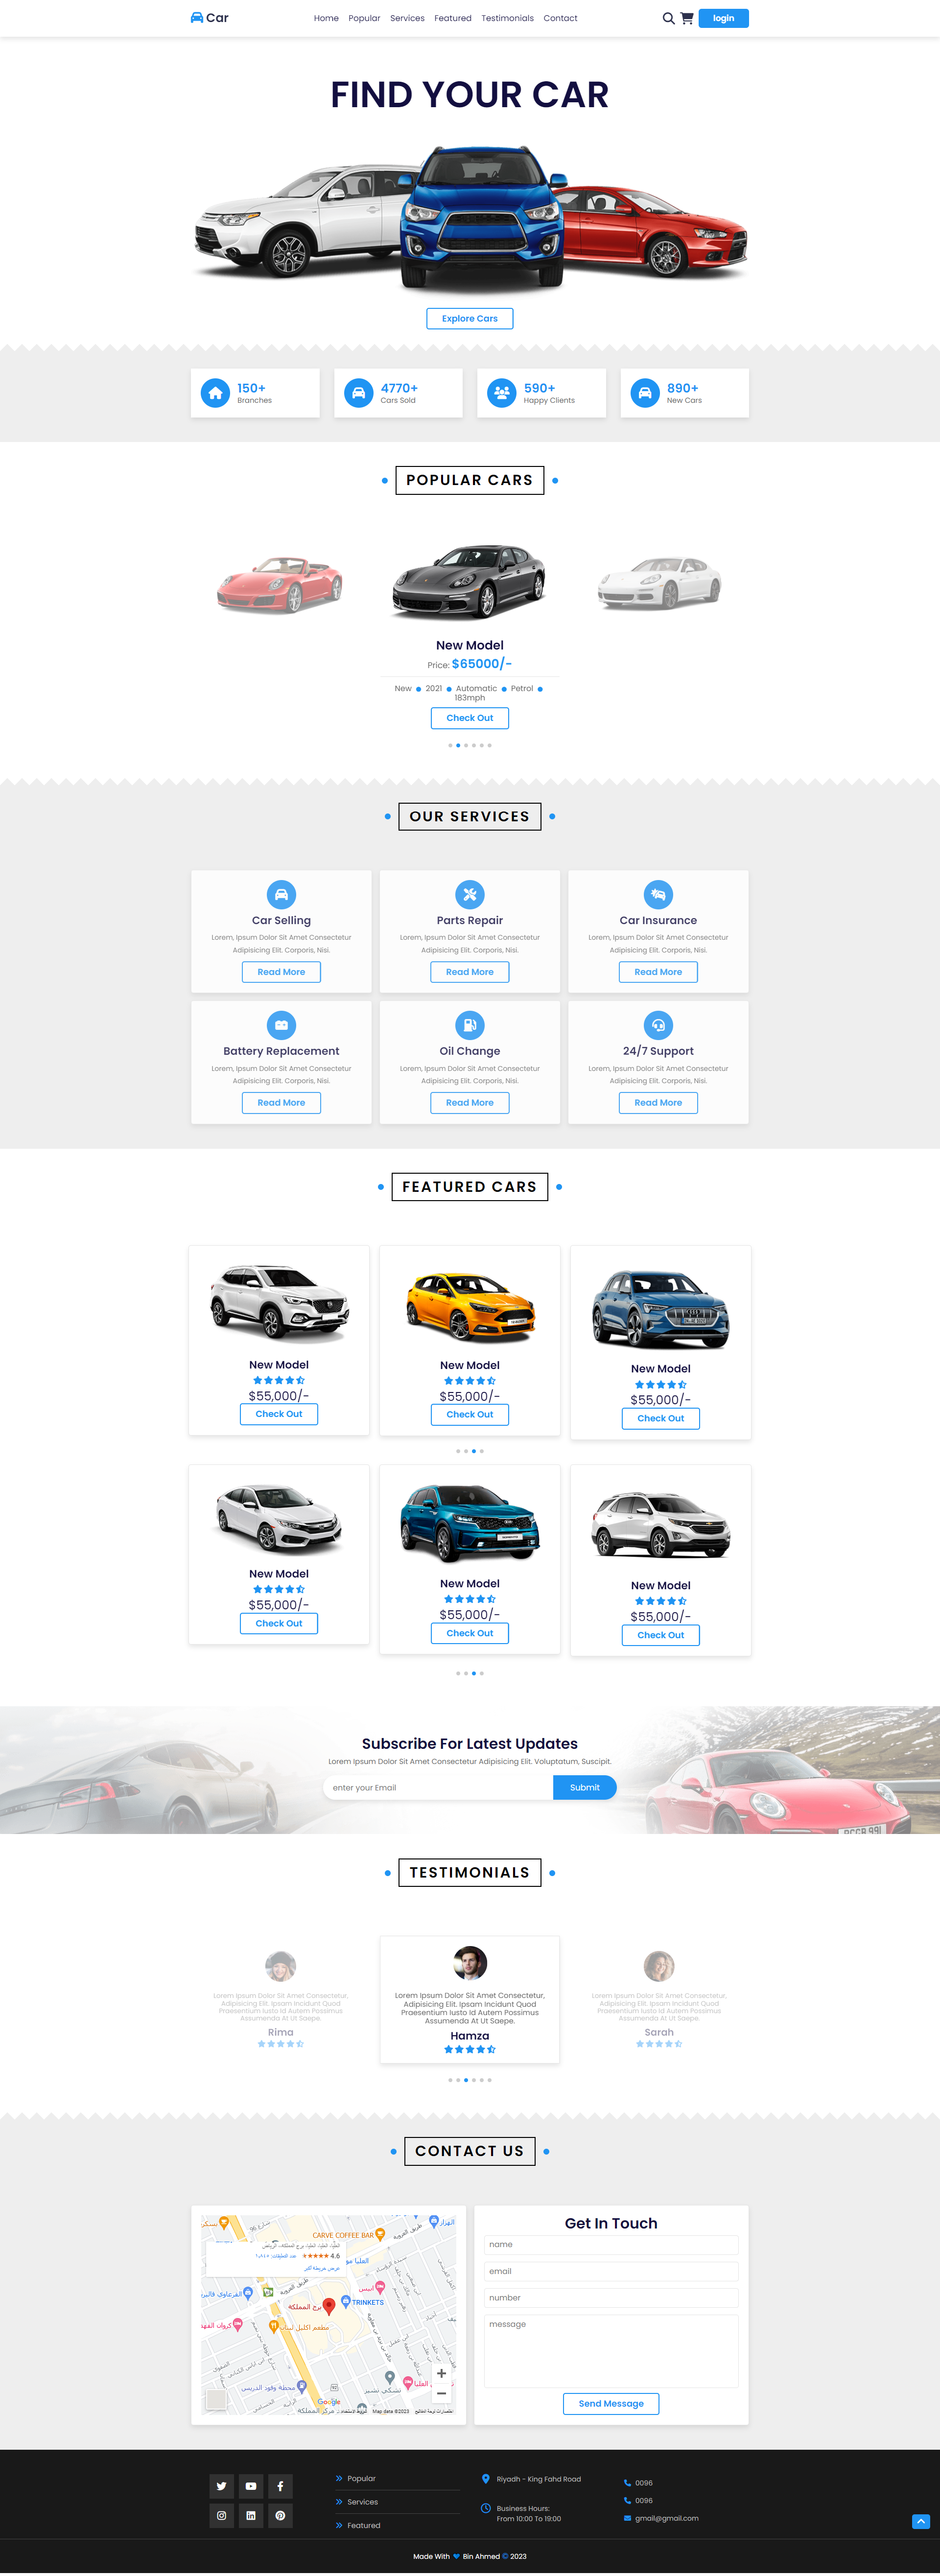 Car
Home Popular Services Featured Testimonials Contact
login
FIND YOUR CAR
Explore Cars
150+
Branches
4770+
Cars Sold
590+
Happy Clients
890+
New Cars
POPULAR CARS
New Model
Price: $65000/-
New 2021 Automatic Petrol
183mph
Check Out
OUR SERVICES
Car Selling
Lorem, Ipsum Dolor Sit Amet Consectetur
Adipisicing Elit. Corporis, Nisi.
Read More
Parts Repair
Lorem, Ipsum Dolor Sit Amet Consectetur
Adipisicing Elit. Corporis, Nisi.
Read More
Car Insurance
Lorem, Ipsum Dolor Sit Amet Consectetur
Adipisicing Elit. Corporis, Nisi.
Read More
Battery Replacement
Lorem, Ipsum Dolor Sit Amet Consectetur
Adipisicing Elit. Corporis, Nisi.
Read More
Oil Change
Lorem, Ipsum Dolor Sit Amet Consectetur
Adipisicing Elit. Corporis, Nisi.
Read More
24/7 Support
Lorem, Ipsum Dolor Sit Amet Consectetur
Adipisicing Elit. Corporis, Nisi.
Read More
FEATURED CARS
New Model
$55,000/-
Check Out
New Model
$55,000/-
Check Out
New Model
$55,000/-
Check Out
New Model
$55,000/-
Check Out
New Model
$55,000/-
Check Out
New Model
$55,000/-
Check Out
Subscribe For Latest Updates
Lorem Ipsum Dolor Sit Amet Consectetur Adipisicing Elit. Voluptatum, Suscipit.
enter your Email
Submit
TESTIMONIALS
Lorem Ipsum Dolor Sit Amet Consectetur,
Adipisicing Elit. Ipsam Incidunt Quod
Praesentium Iusto Id Autem Possimus
Assumenda At Ut Saepe.
Rima
Lorem Ipsum Dolor Sit Amet Consectetur,
Adipisicing Elit. Ipsam Incidunt Quod
Praesentium Iusto Id Autem Possimus
Assumenda At Ut Saepe.
Hamza
Lorem Ipsum Dolor Sit Amet Consectetur,
Adipisicing Elit. Ipsam Incidunt Quod
Praesentium Iusto Id Autem Possimus
Assumenda At Ut Saepe.
Sarah
CONTACT US
CARVE COFFEE BAR
4.6
عرض خريطة أكبر
برج المملكة
TRINKETS
مطعم اكليل لبنان
محطة وقود الدريس
Google
Map data ©2023
Get In Touch
name
email
number
message
Send Message
Popular
Services
Featured
Riyadh - King Fahd Road
Business Hours:
From 10:00 To 19:00
0096
0096
gmail@gmail.com
Made With Bin Ahmed © 2023